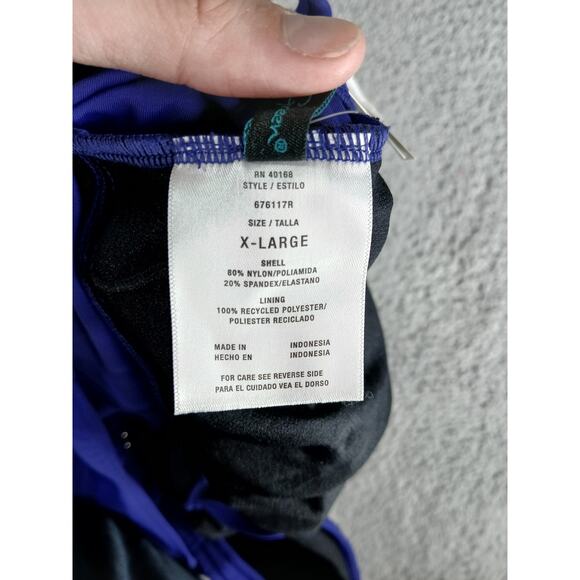 RN 40168
STYLE / ESTILO
676117R
SIZE / TALLA
X-LARGE
SHELL
80% NYLON/POLIAMIDA
20% SPANDEX/ELASTANO
LINING
100% RECYCLED POLYESTER/
POLIESTER RECICLADO
MADE IN INDONESIA
HECHO EN INDONESIA
FOR CARE SEE REVERSE SIDE
PARA EL CUIDADO VEA EL DORSO